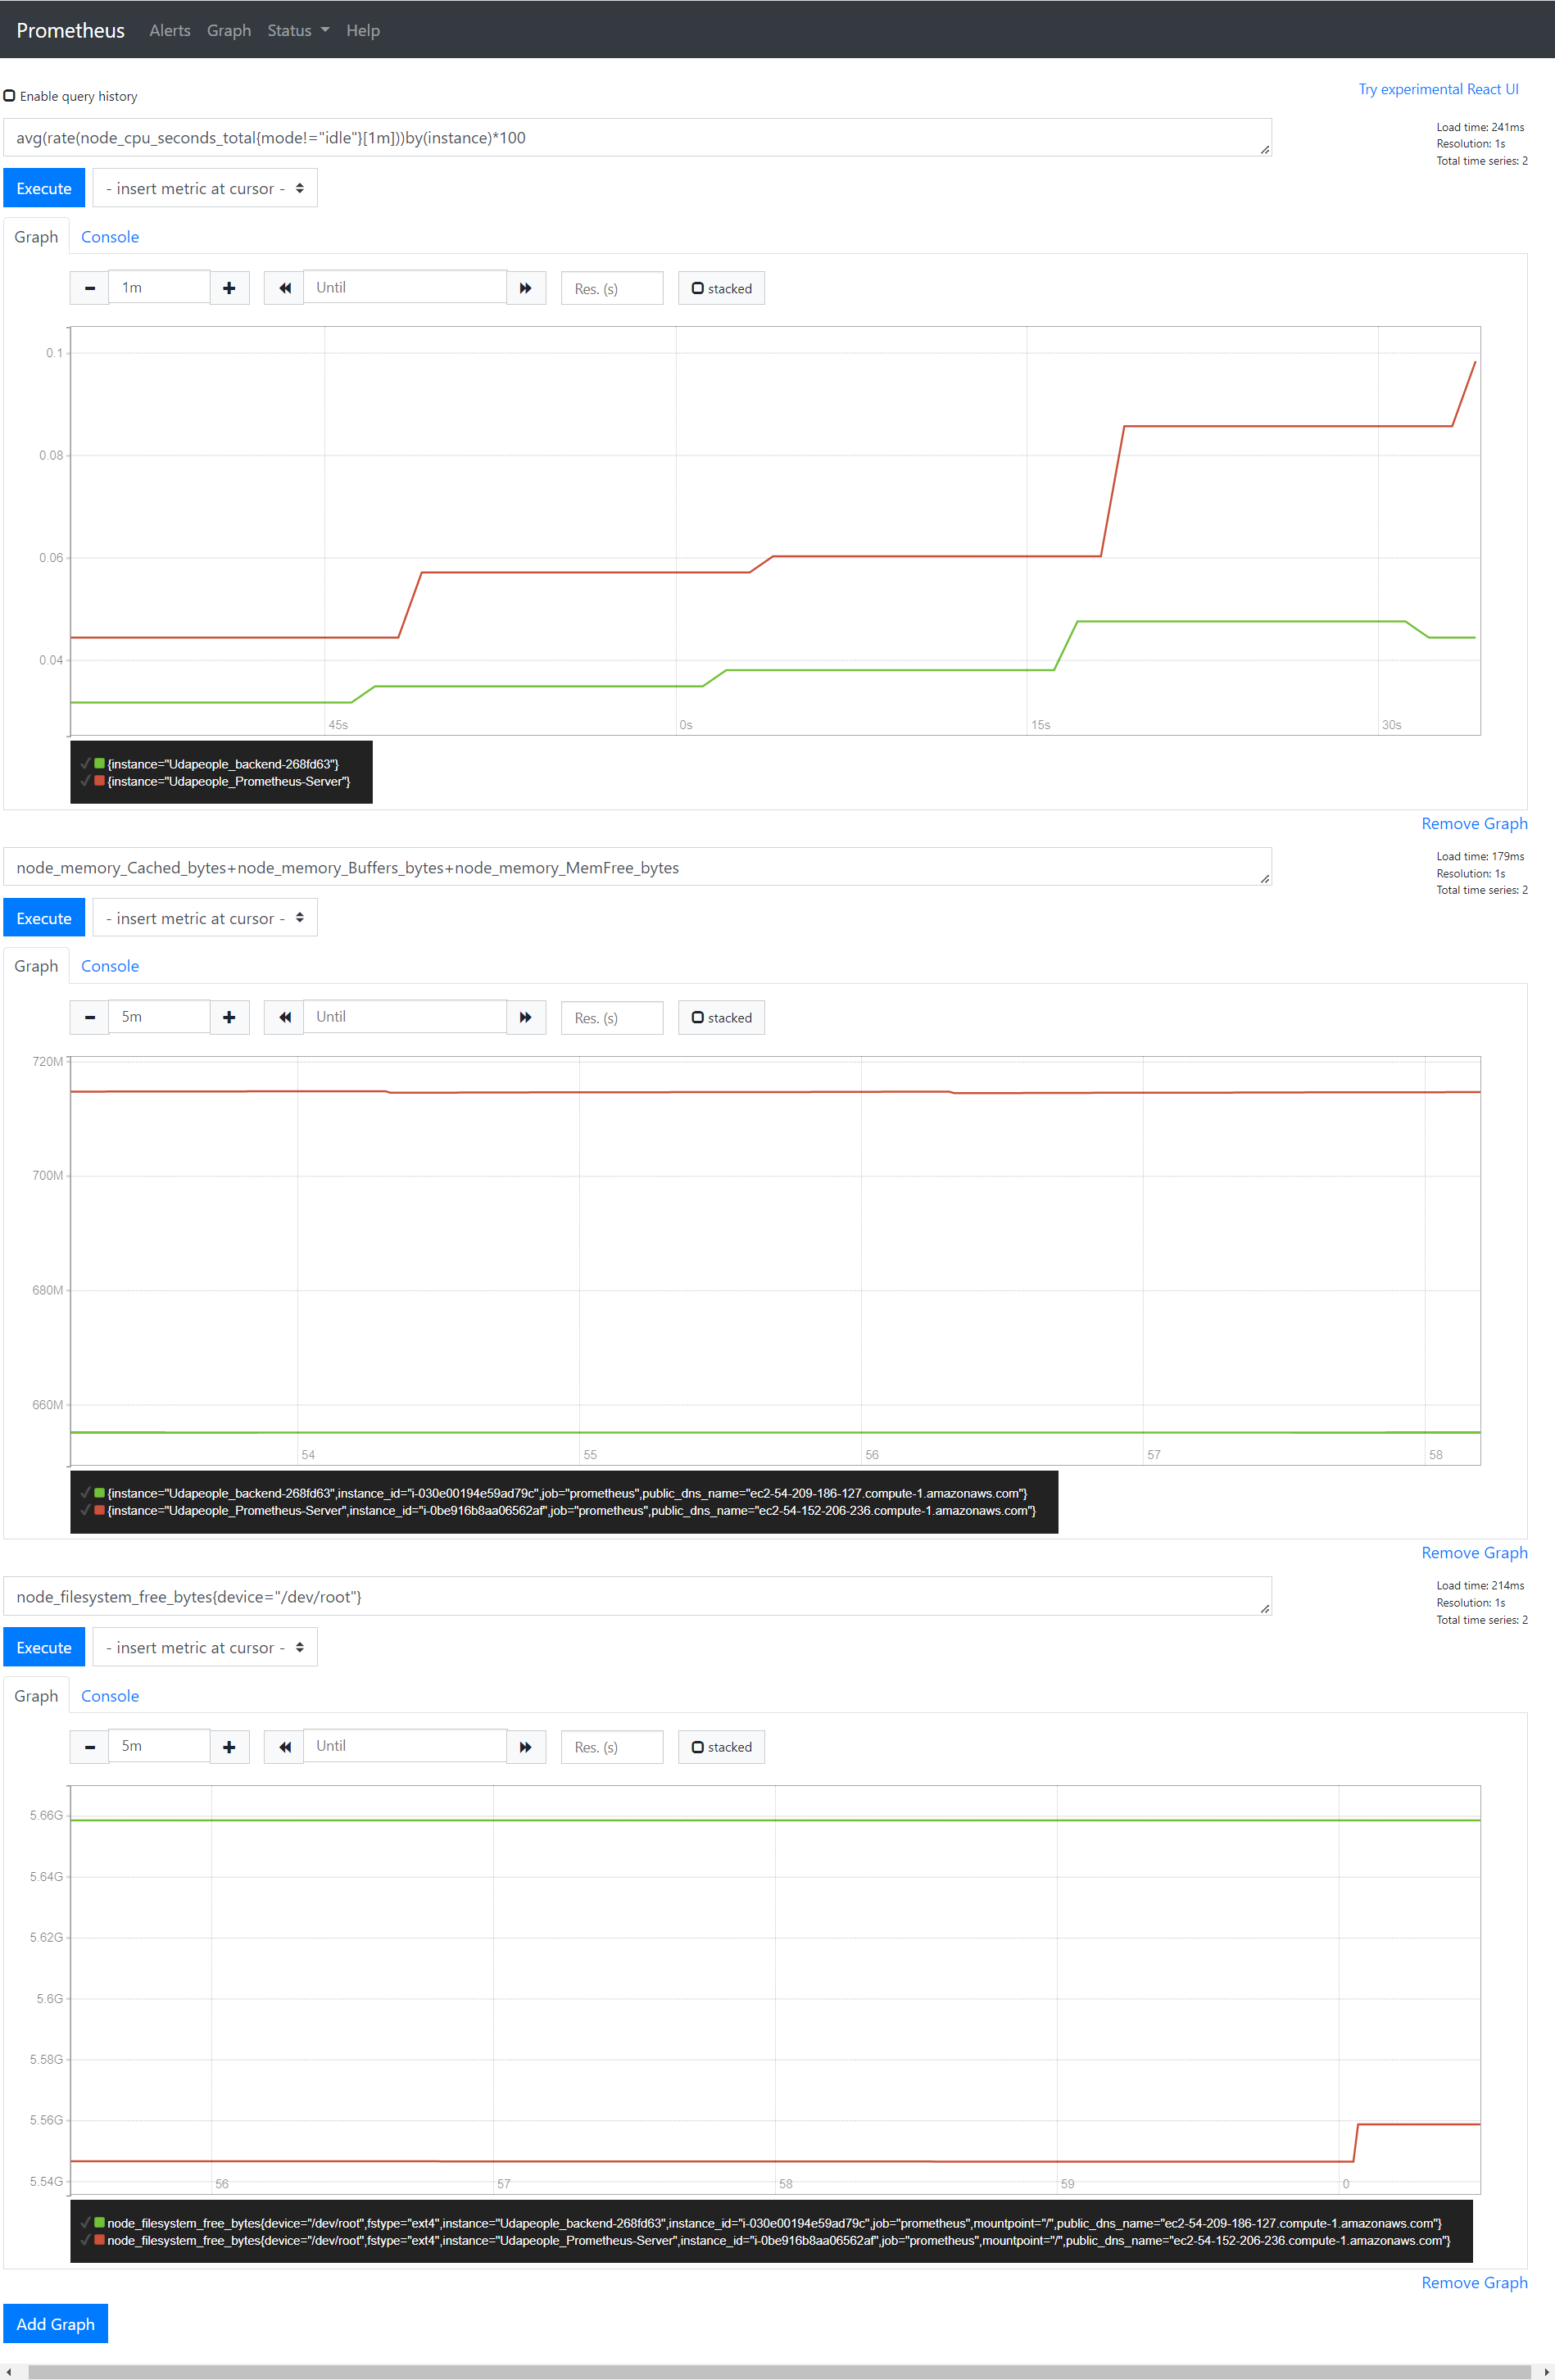 Prometheus Alerts Graph Status Help
Enable query history
Try experimental React UI
avg(rate(node_cpu_seconds_total{mode!="idle"}[1m]))by(instance)*100
Load time: 241ms
Resolution: 1s
Total time series: 2
Execute - insert metric at cursor -
Graph Console
1m Until Res. (s) stacked
0.1
0.08
0.06
0.04
45s 0s 15s 30s
{instance="Udapeople_backend-268fd63"}
{instance="Udapeople_Prometheus-Server"}
Remove Graph
node_memory_Cached_bytes+node_memory_Buffers_bytes+node_memory_MemFree_bytes
Load time: 179ms
Resolution: 1s
Total time series: 2
Execute - insert metric at cursor -
Graph Console
5m Until Res. (s) stacked
720M
700M
680M
660M
54 55 56 57 58
{instance="Udapeople_backend-268fd63",instance_id="i-030e00194e59ad79c",job="prometheus",public_dns_name="ec2-54-209-186-127.compute-1.amazonaws.com"}
{instance="Udapeople_Prometheus-Server",instance_id="i-0be916b8aa06562af",job="prometheus",public_dns_name="ec2-54-152-206-236.compute-1.amazonaws.com"}
Remove Graph
node_filesystem_free_bytes{device="/dev/root"}
Load time: 214ms
Resolution: 1s
Total time series: 2
Execute - insert metric at cursor -
Graph Console
5m Until Res. (s) stacked
5.66G
5.64G
5.62G
5.6G
5.58G
5.56G
5.54G
56 57 58 59 0
node_filesystem_free_bytes{device="/dev/root",fstype="ext4",instance="Udapeople_backend-268fd63",instance_id="i-030e00194e59ad79c",job="prometheus",mountpoint="/",public_dns_name="ec2-54-209-186-127.compute-1.amazonaws.com"}
node_filesystem_free_bytes{device="/dev/root",fstype="ext4",instance="Udapeople_Prometheus-Server",instance_id="i-0be916b8aa06562af",job="prometheus",mountpoint="/",public_dns_name="ec2-54-152-206-236.compute-1.amazonaws.com"}
Remove Graph
Add Graph